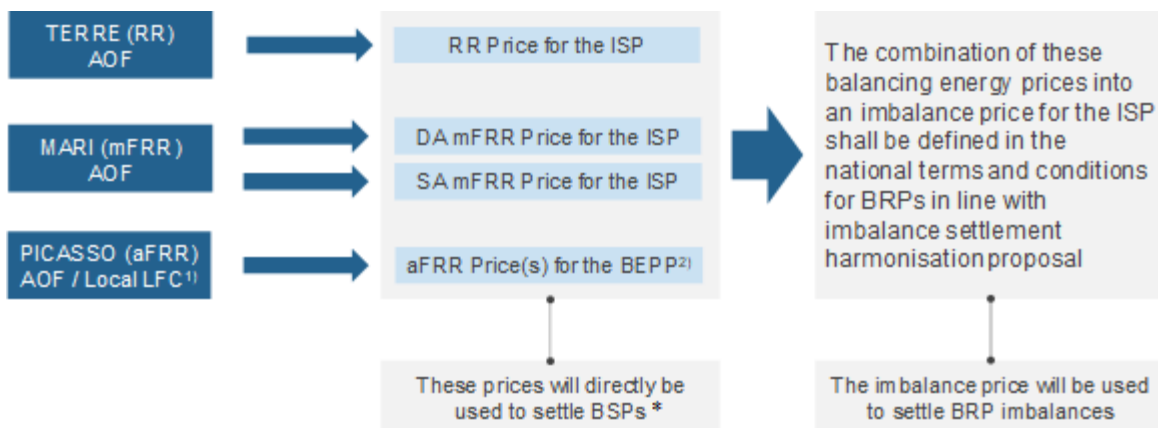 TERRE (RR)
AOF
RR Price for the ISP
MARI (mFRR)
AOF
DA mFRR Price for the ISP
SA mFRR Price for the ISP
PICASSO (aFRR)
AOF / Local LFC¹⁾
aFRR Price(s) for the BEPP²⁾
The combination of these
balancing energy prices into
an imbalance price for the ISP
shall be defined in the
national terms and conditions
for BRPs in line with
imbalance settlement
harmonisation proposal
These prices will directly be
used to settle BSPs *
The imbalance price will be used
to settle BRP imbalances